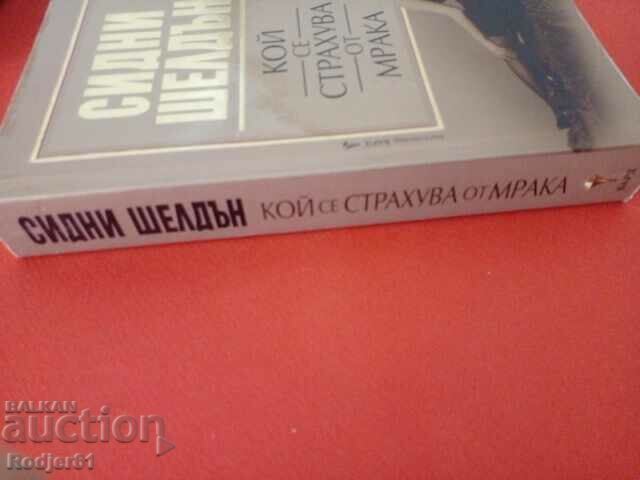 СИДНИ
ШЕЛДЪН
КОЙ
СЕ
СТРАХУВА
ОТ
МРАКА
СИДНИ ШЕЛДЪН КОЙ СЕ СТРАХУВА ОТ МРАКА
BALKAN
auction
Rodjer81